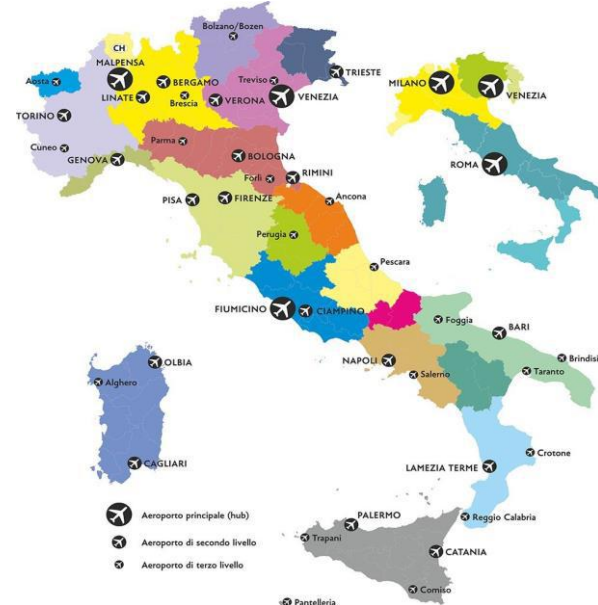 Bolzano/Bozen
CH
MALPENSA
Aosta
BERGAMO
Treviso
TRIESTE
LINATE
Brescia
VERONA
VENEZIA
TORINO
Cuneo
GENOVA
Parma
BOLOGNA
Forlì
RIMINI
PISA
FIRENZE
Ancona
Perugia
Pescara
FIUMICINO
CIAMPINO
Foggia
BARI
NAPOLI
Salerno
Taranto
Brindisi
OLBIA
Alghero
CAGLIARI
Crotone
LAMEZIA TERME
Reggio Calabria
PALERMO
Trapani
CATANIA
Comiso
Pantelleria
MILANO
VENEZIA
ROMA
Aeroporto principale (hub)
Aeroporto di secondo livello
Aeroporto di terzo livello